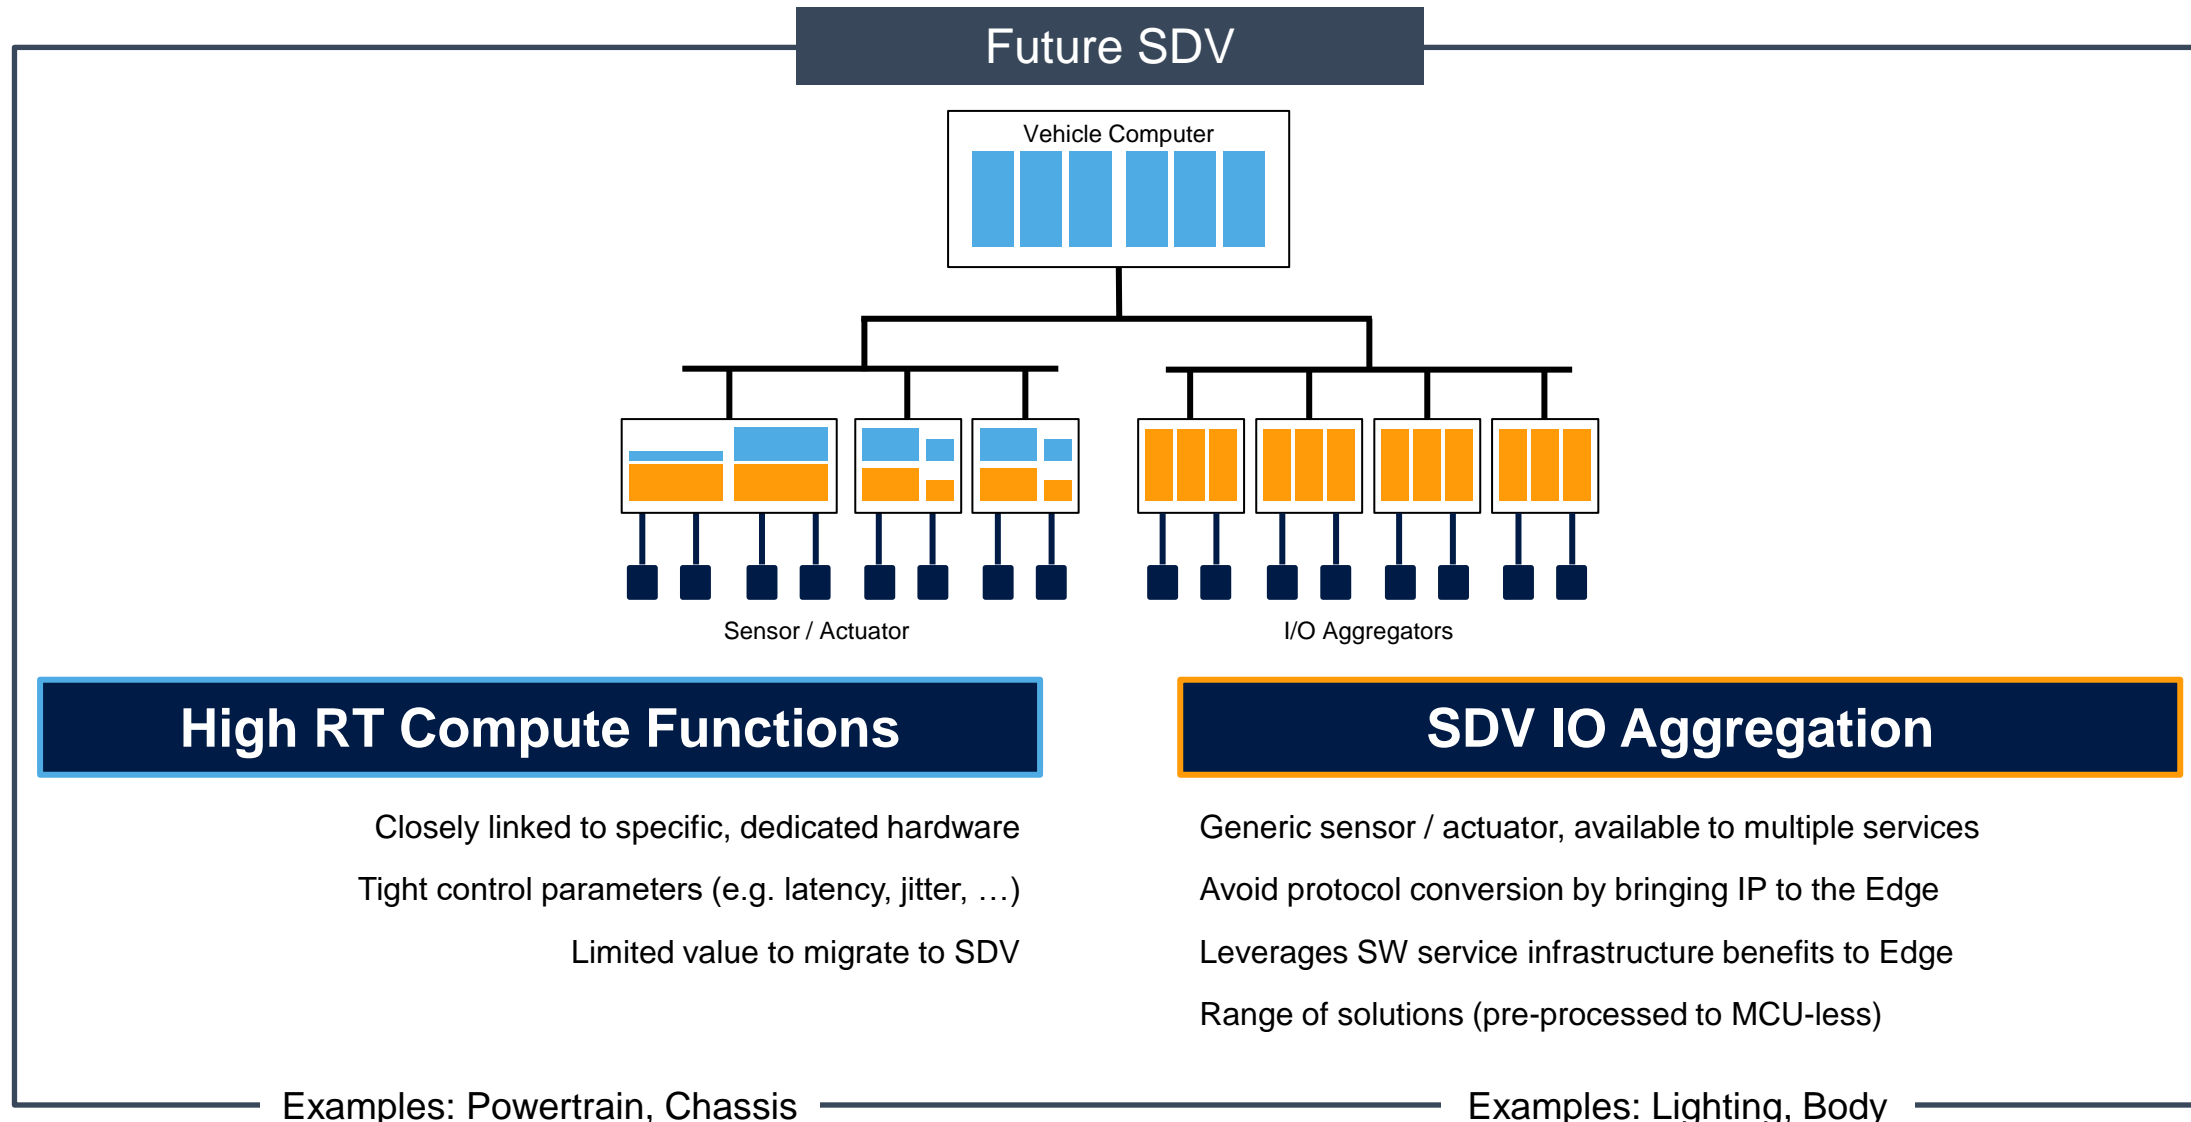 Future SDV
Vehicle Computer
Sensor / Actuator
I/O Aggregators
High RT Compute Functions
Closely linked to specific, dedicated hardware
Tight control parameters (e.g. latency, jitter, …)
Limited value to migrate to SDV
Examples: Powertrain, Chassis
SDV IO Aggregation
Generic sensor / actuator, available to multiple services
Avoid protocol conversion by bringing IP to the Edge
Leverages SW service infrastructure benefits to Edge
Range of solutions (pre-processed to MCU-less)
Examples: Lighting, Body